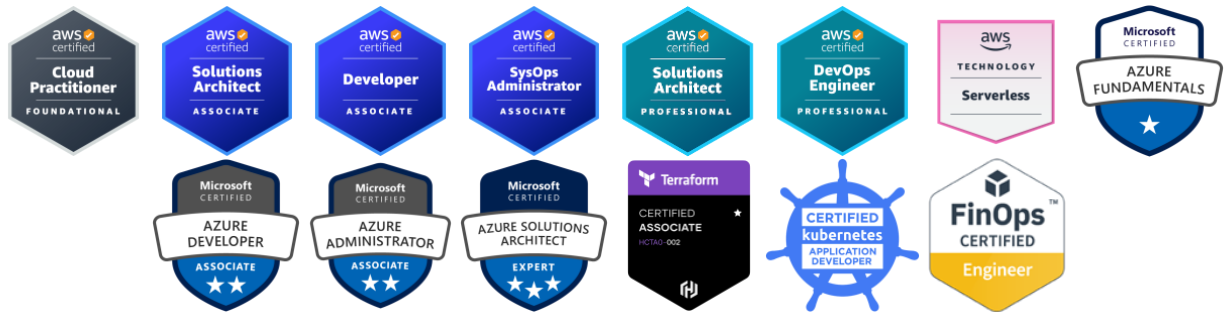 aws
certified
Cloud
Practitioner
FOUNDATIONAL
aws
certified
Solutions
Architect
ASSOCIATE
aws
certified
Developer
ASSOCIATE
aws
certified
SysOps
Administrator
ASSOCIATE
aws
certified
Solutions
Architect
PROFESSIONAL
aws
certified
DevOps
Engineer
PROFESSIONAL
aws
TECHNOLOGY
Serverless
Microsoft
CERTIFIED
AZURE
FUNDAMENTALS
Microsoft
CERTIFIED
AZURE
DEVELOPER
ASSOCIATE
Microsoft
CERTIFIED
AZURE
ADMINISTRATOR
ASSOCIATE
Microsoft
CERTIFIED
AZURE SOLUTIONS
ARCHITECT
EXPERT
Terraform
CERTIFIED
ASSOCIATE
HCTA0-002
CERTIFIED
kubernetes
APPLICATION
DEVELOPER
FinOps™
CERTIFIED
Engineer